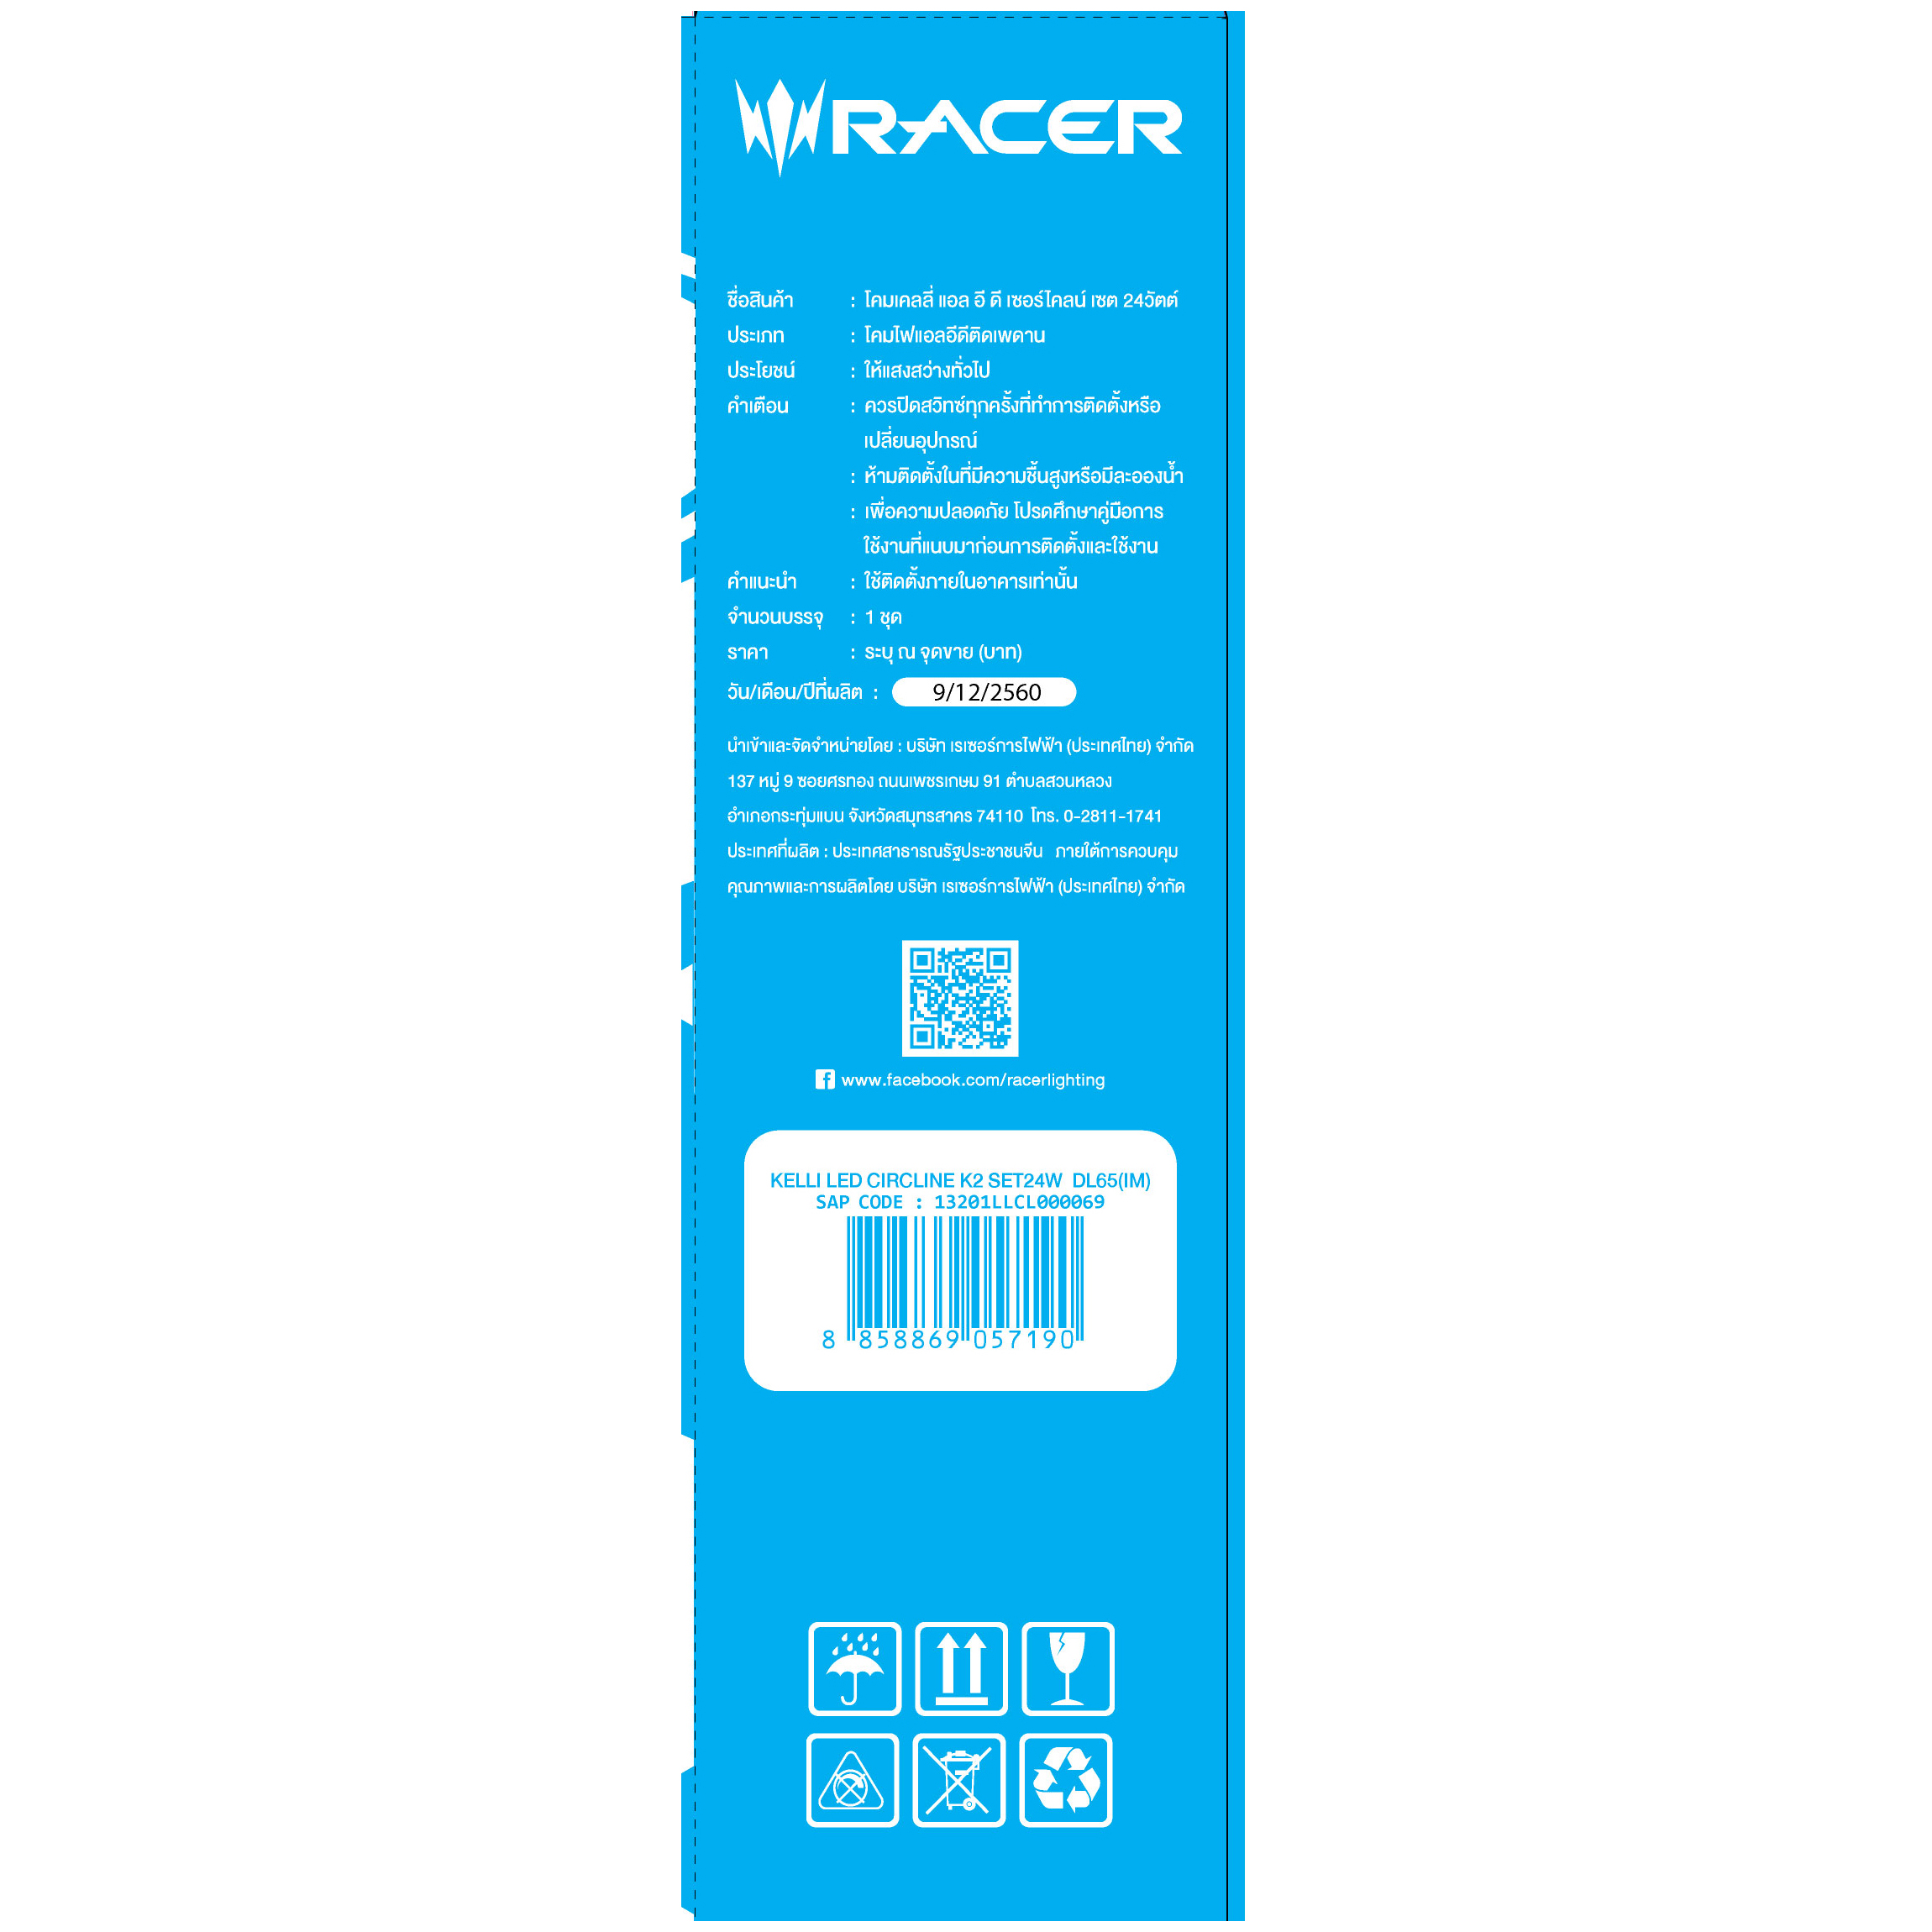 RACER
ชื่อสินค้า : โคมเคลลี่ แอล อี ดี เซอร์ไคลน์ เซต 24วัตต์
ประเภท : โคมไฟแอลอีดีติดเพดาน
ประโยชน์ : ให้แสงสว่างทั่วไป
คำเตือน : ควรปิดสวิทซ์ทุกครั้งที่ทำการติดตั้งหรือ
เปลี่ยนอุปกรณ์
: ห้ามติดตั้งในที่มีความชื้นสูงหรือมีละอองน้ำ
: เพื่อความปลอดภัย โปรดศึกษาคู่มือการ
ใช้งานที่แนบมาก่อนการติดตั้งและใช้งาน
คำแนะนำ : ใช้ติดตั้งภายในอาคารเท่านั้น
จำนวนบรรจุ : 1 ชุด
ราคา : ระบุ ณ จุดขาย (บาท)
วัน/เดือน/ปีที่ผลิต : 9/12/2560
นำเข้าและจัดจำหน่ายโดย : บริษัท เรเซอร์การไฟฟ้า (ประเทศไทย) จำกัด
137 หมู่ 9 ซอยศรทอง ถนนเพชรเกษม 91 ตำบลสวนหลวง
อำเภอกระทุ่มแบน จังหวัดสมุทรสาคร 74110 โทร. 0-2811-1741
ประเทศที่ผลิต : ประเทศสาธารณรัฐประชาชนจีน ภายใต้การควบคุม
คุณภาพและการผลิตโดย บริษัท เรเซอร์การไฟฟ้า (ประเทศไทย) จำกัด
www.facebook.com/racerlighting
KELLI LED CIRCLINE K2 SET24W DL65(IM)
SAP CODE : 13201LLCL000069
8 858869 057190